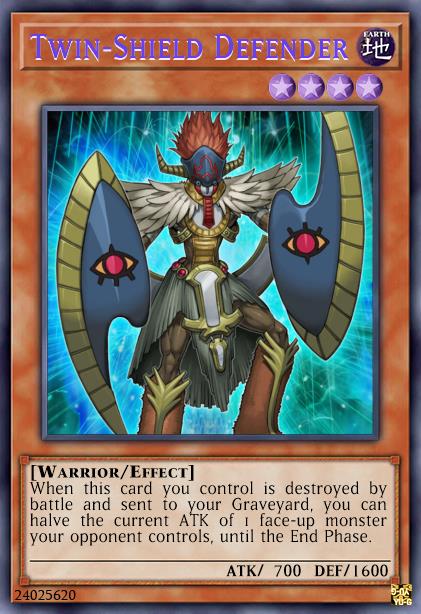 Twin-Shield Defender
EARTH
地
[Warrior/Effect]
When this card you control is destroyed by
battle and sent to your Graveyard, you can
halve the current ATK of 1 face-up monster
your opponent controls, until the End Phase.
ATK/ 700 DEF/1600
24025620